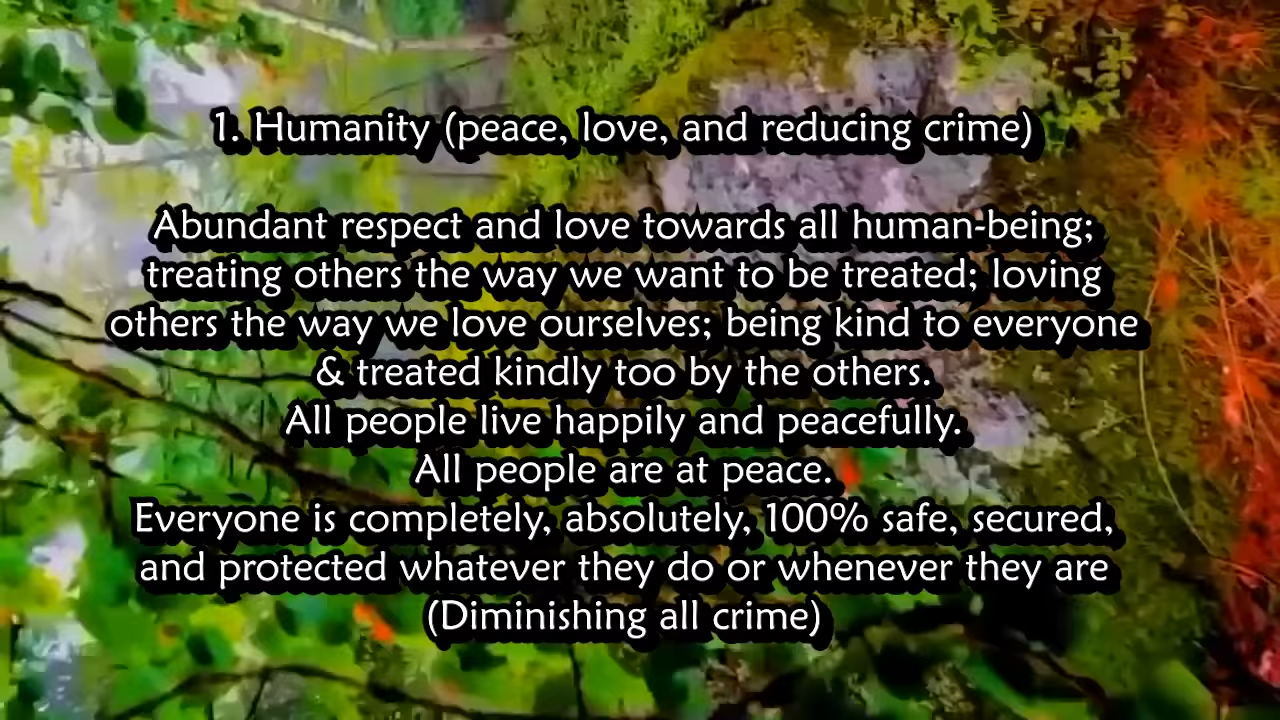 1. Humanity (peace, love, and reducing crime)
Abundant respect and love towards all human-being;
treating others the way we want to be treated; loving
others the way we love ourselves; being kind to everyone
& treated kindly too by the others.
All people live happily and peacefully.
All people are at peace.
Everyone is completely, absolutely, 100% safe, secured,
and protected whatever they do or whenever they are
(Diminishing all crime)